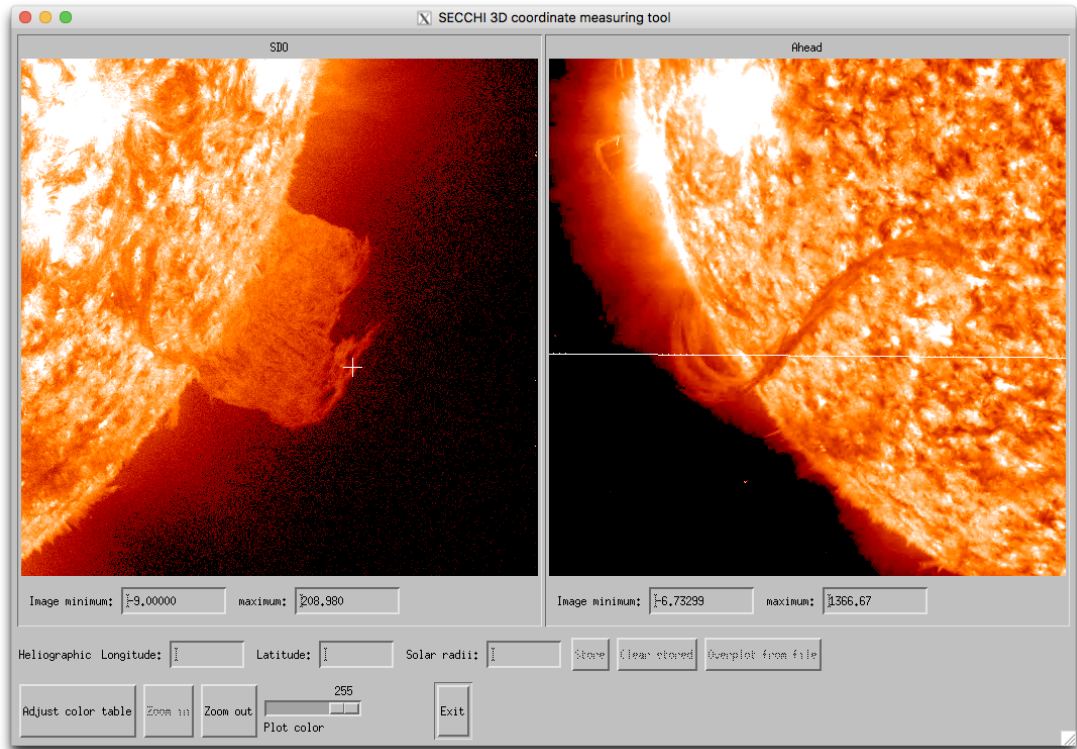 SECCHI 3D coordinate measuring tool
SDO
Ahead
Image minimum: -9.00000 maximum: 208.980
Image minimum: -6.73299 maximum: 1366.67
Heliographic Longitude: Latitude: Solar radii: Store Clear stored Overplot from file
255
Adjust color table Zoom in Zoom out Exit
Plot color